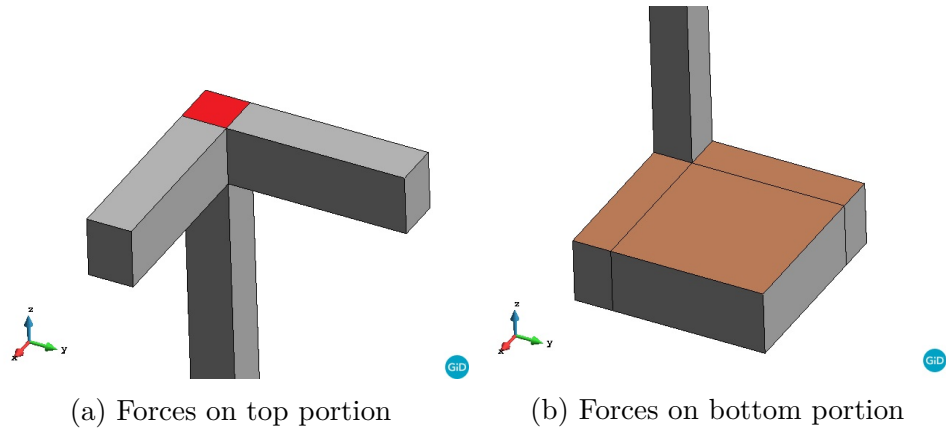 z
x
y
GiD
z
x
y
GiD
(a) Forces on top portion
(b) Forces on bottom portion